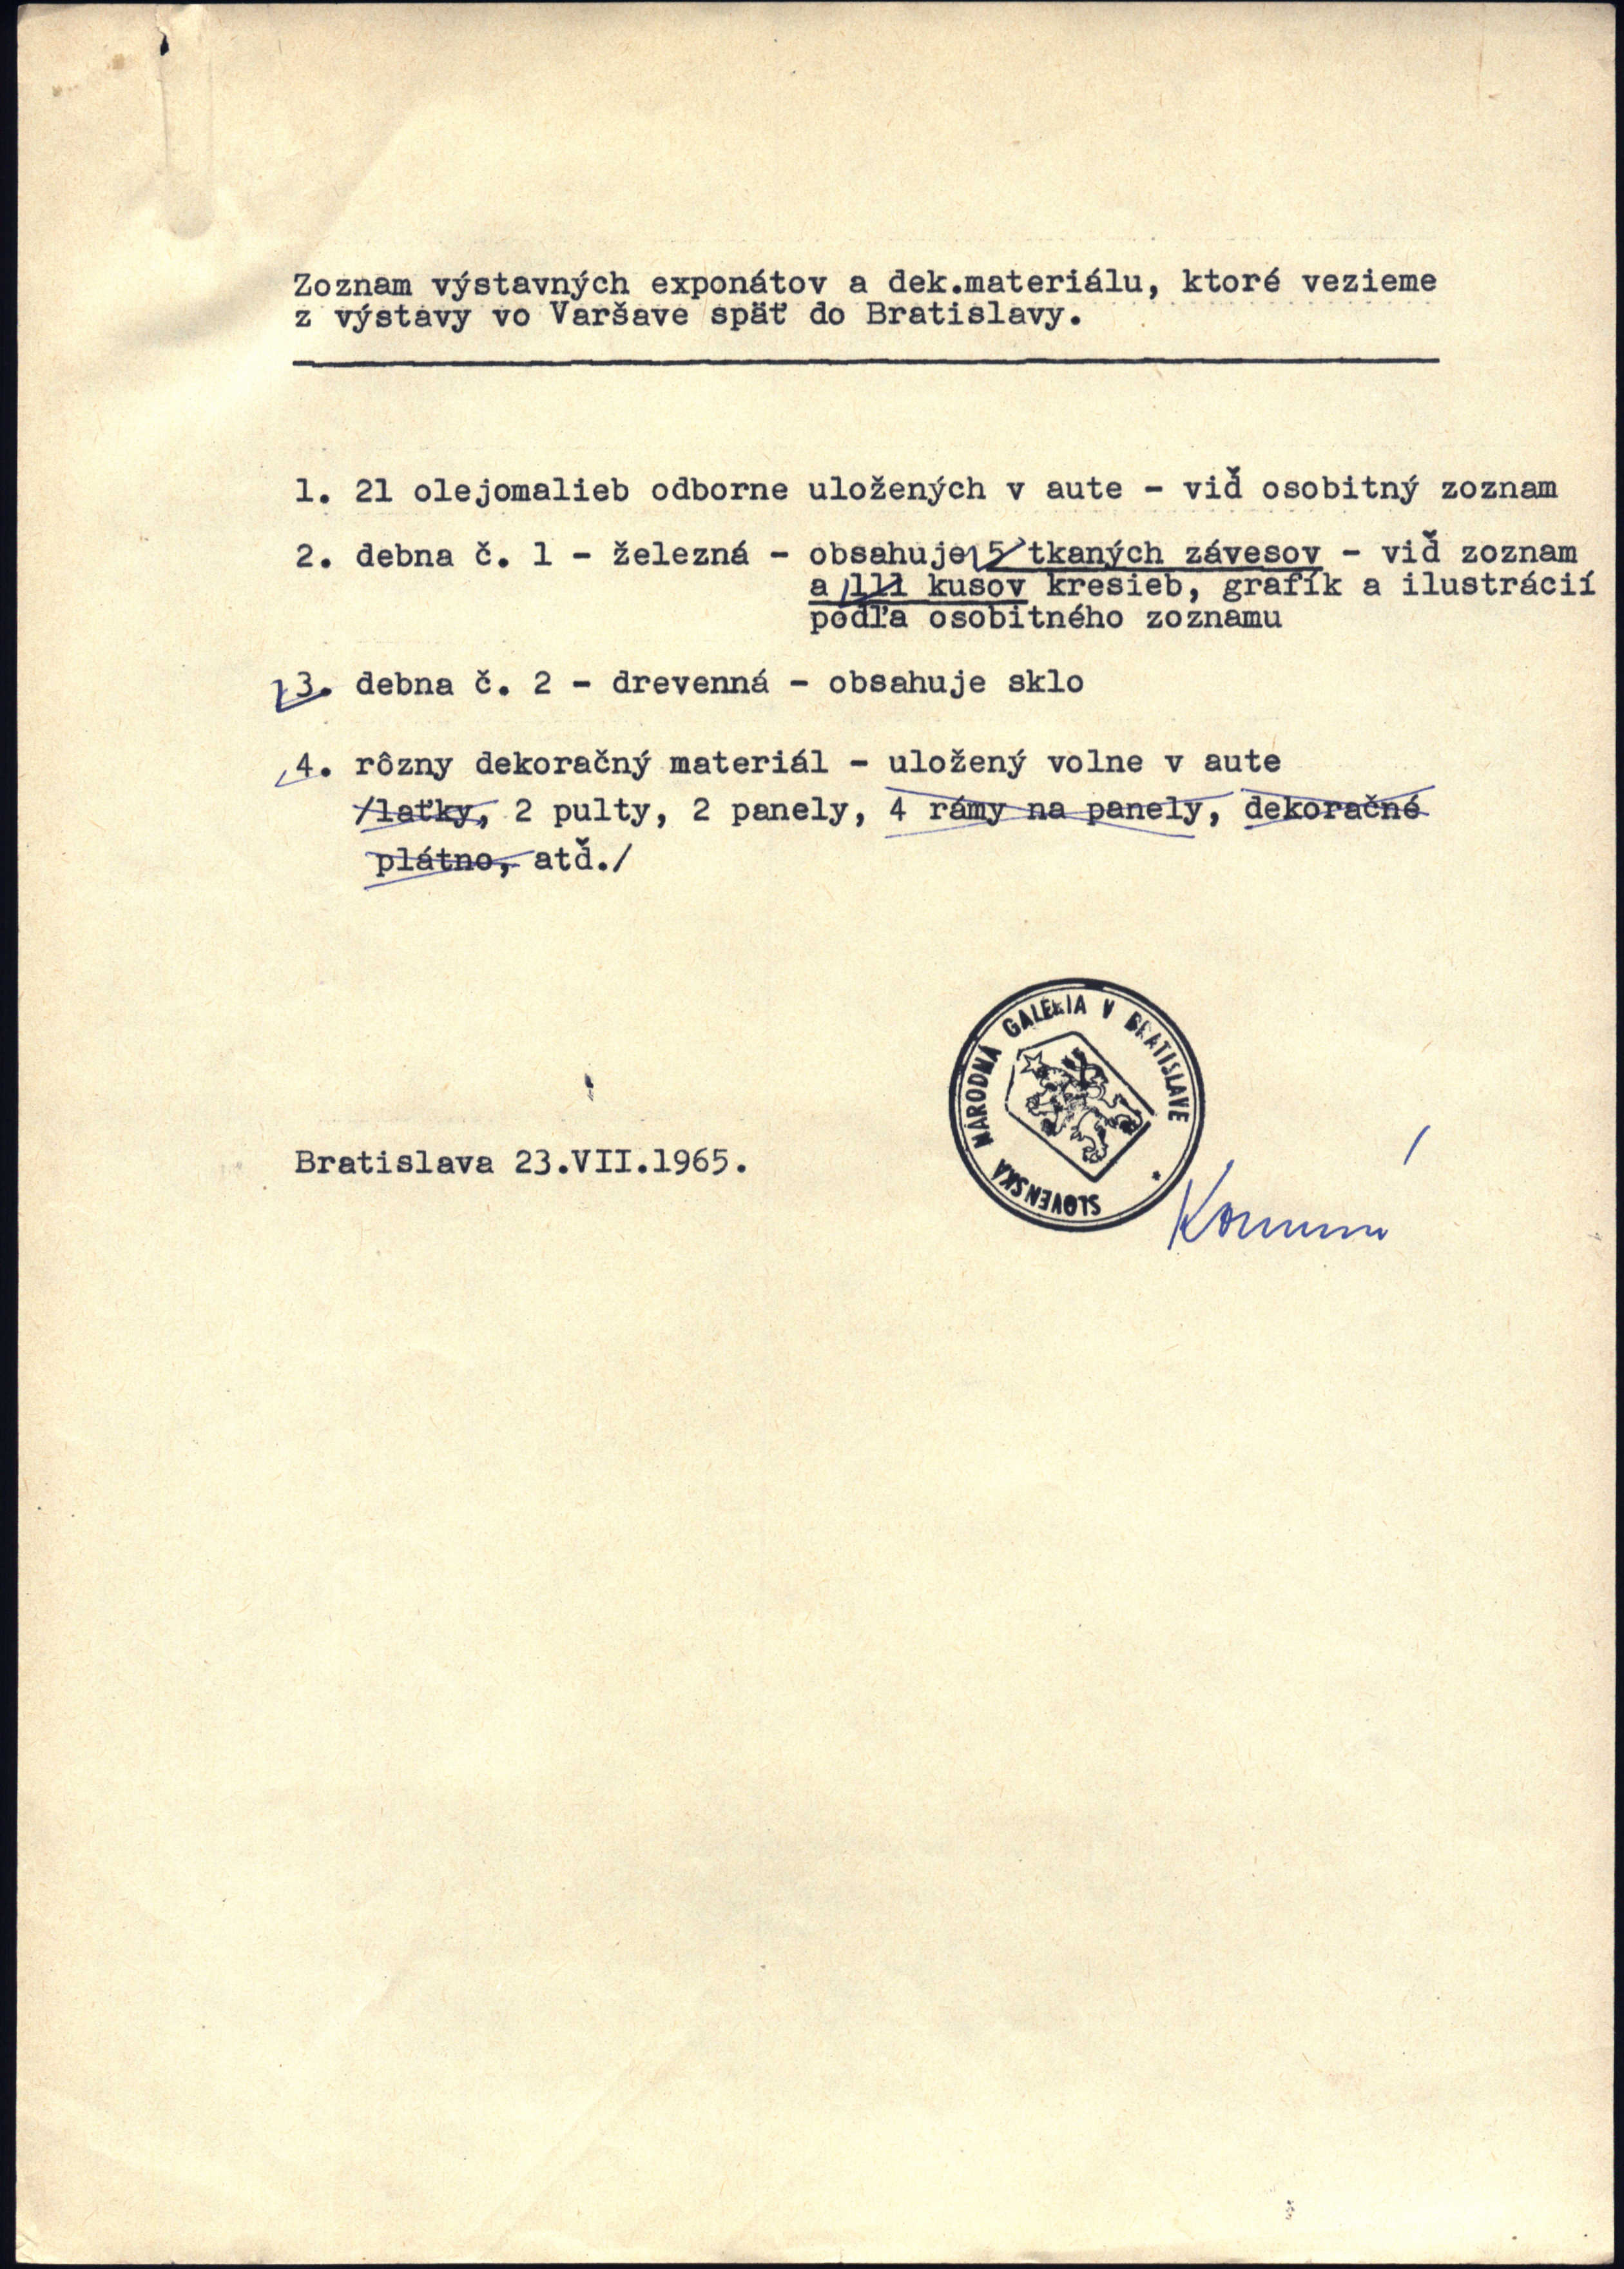 Zoznam výstavných exponátov a dek.materiálu, ktoré vezieme
z výstavy vo Varšave späť do Bratislavy.
1. 21 olejomalieb odborne uložených v aute - viď osobitný zoznam
2. debna č. 1 - železná - obsahuje 5 tkaných závesov - viď zoznam
a 111 kusov kresieb, grafík a ilustrácií
podľa osobitného zoznamu
3. debna č. 2 - drevenná - obsahuje sklo
4. rôzny dekoračný materiál - uložený volne v aute
/laťky, 2 pulty, 2 panely, 4 rámy na panely, dekoračné
plátno, atď./
SLOVENSKÁ NÁRODNÁ GALERIA V BRATISLAVE
Bratislava 23.VII.1965.